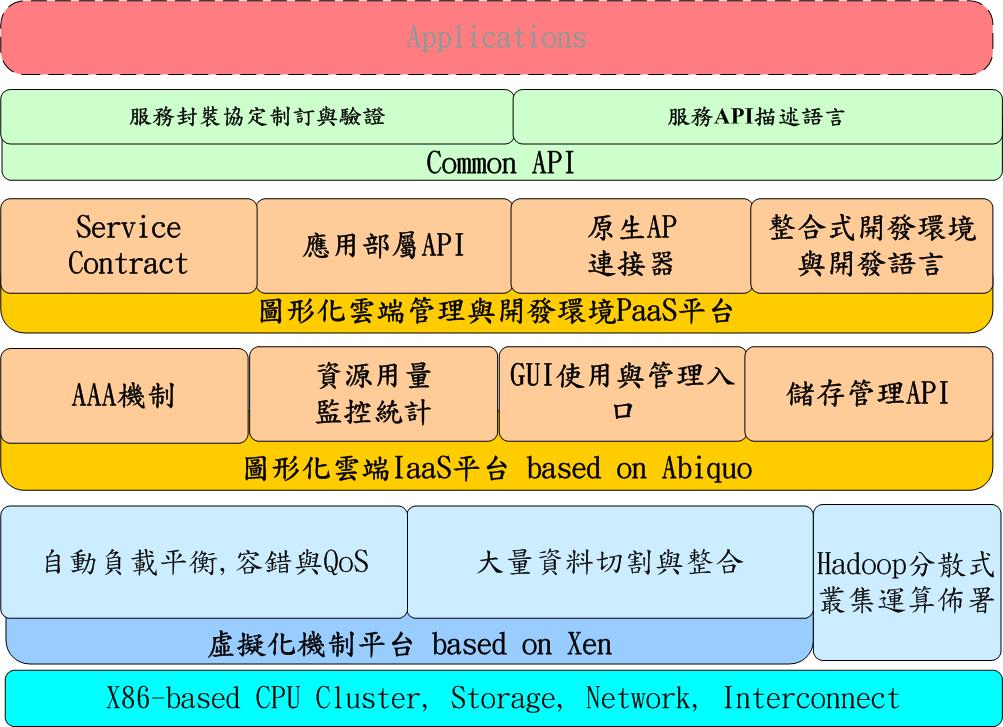 Applications
服務封裝協定制訂與驗證
服務API描述語言
Common API
Service
Contract
應用部屬API
原生AP
連接器
整合式開發環境
與開發語言
圖形化雲端管理與開發環境PaaS平台
AAA機制
資源用量
監控統計
GUI使用與管理入
口
儲存管理API
圖形化雲端IaaS平台 based on Abiquo
自動負載平衡,容錯與QoS
大量資料切割與整合
Hadoop分散式
叢集運算佈署
虛擬化機制平台 based on Xen
X86-based CPU Cluster, Storage, Network, Interconnect